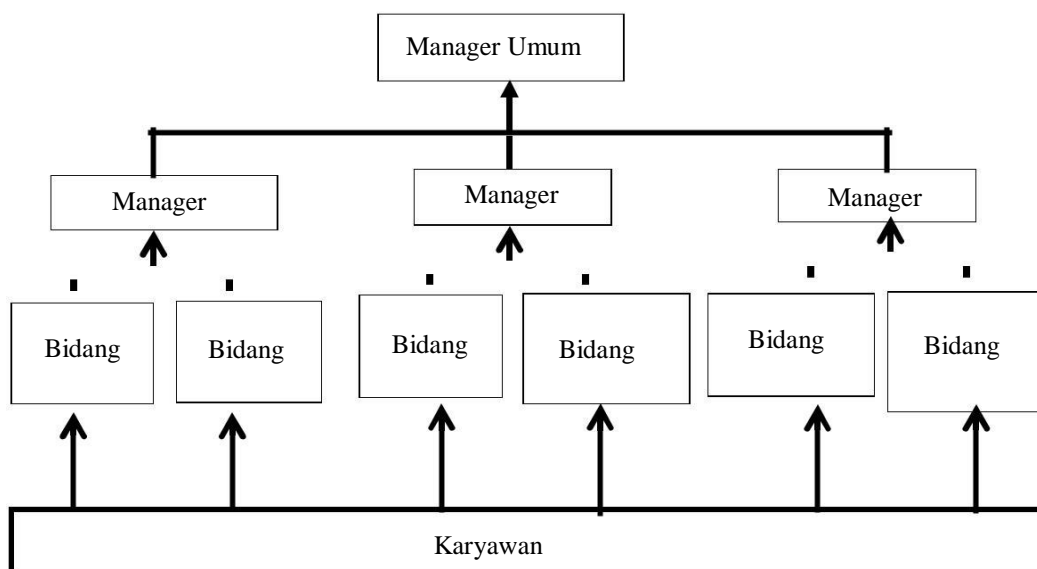 Manager Umum
Manager
Manager
Manager
Bidang
Bidang
Bidang
Bidang
Bidang
Bidang
Karyawan